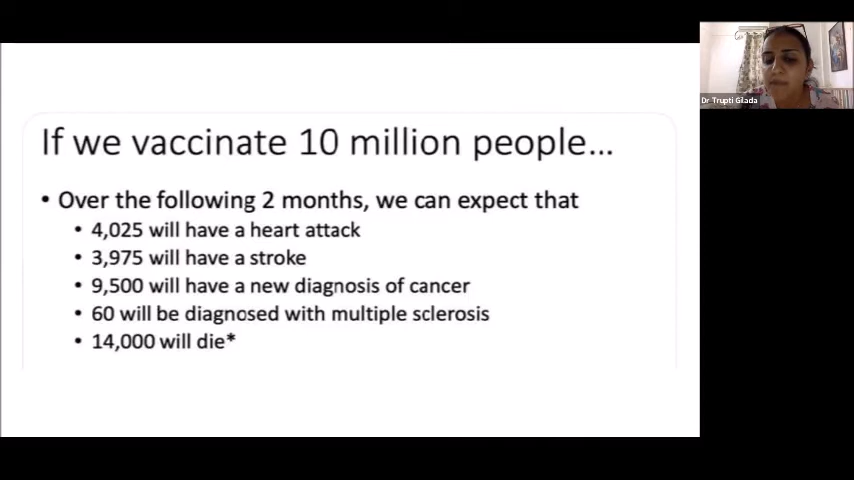 If we vaccinate 10 million people...
• Over the following 2 months, we can expect that
• 4,025 will have a heart attack
• 3,975 will have a stroke
• 9,500 will have a new diagnosis of cancer
• 60 will be diagnosed with multiple sclerosis
• 14,000 will die*
Dr Trupti Gilada